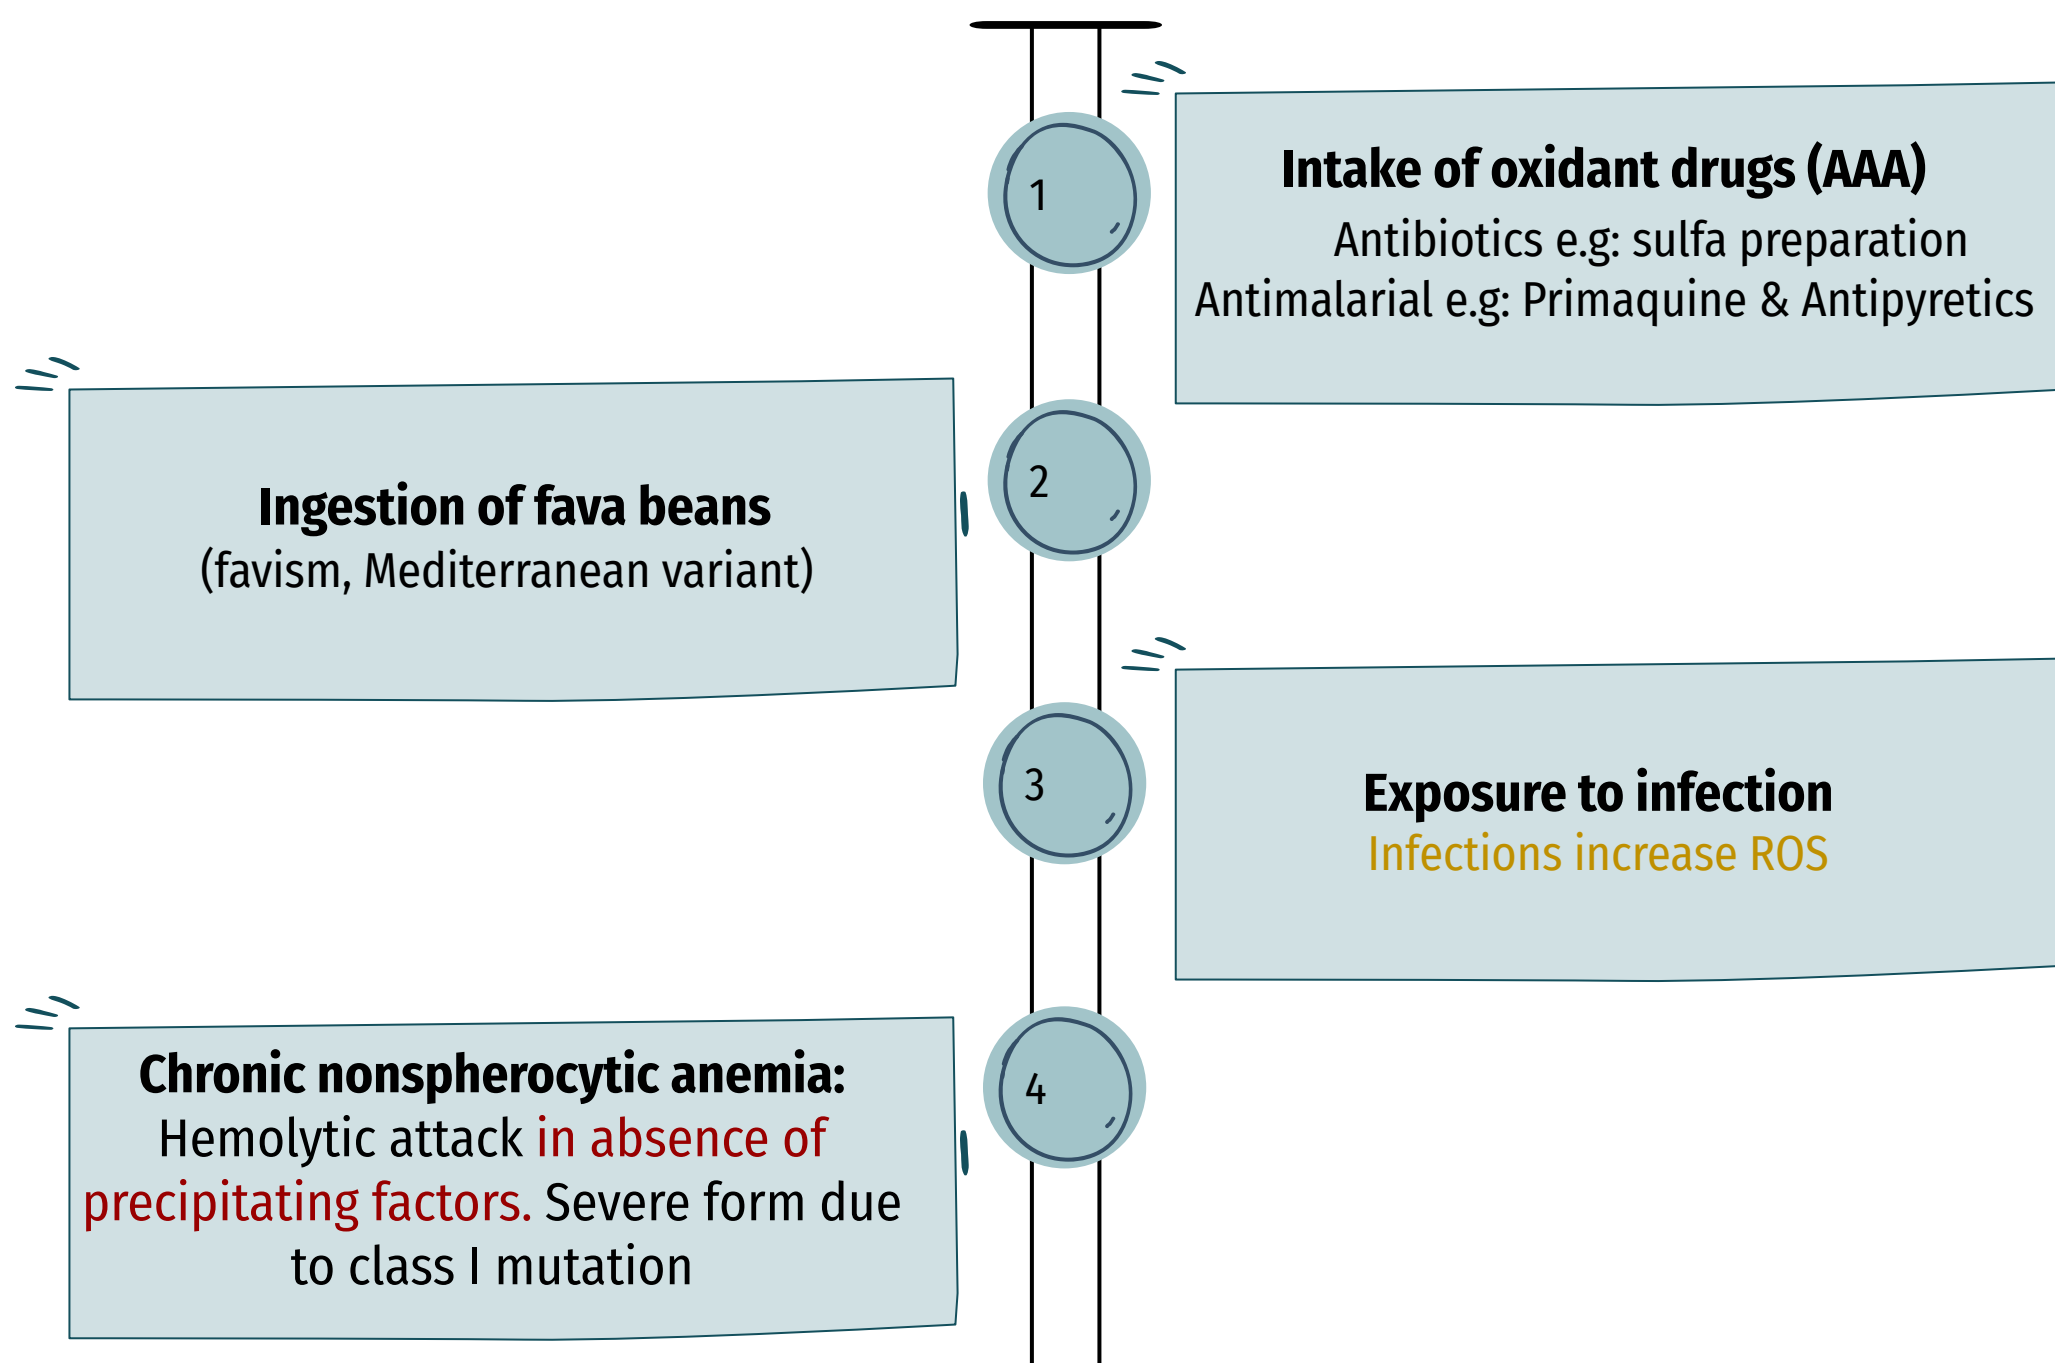 1
Intake of oxidant drugs (AAA)
Antibiotics e.g: sulfa preparation
Antimalarial e.g: Primaquine & Antipyretics
2
Ingestion of fava beans
(favism, Mediterranean variant)
3
Exposure to infection
Infections increase ROS
4
Chronic nonspherocytic anemia:
Hemolytic attack in absence of
precipitating factors. Severe form due
to class I mutation